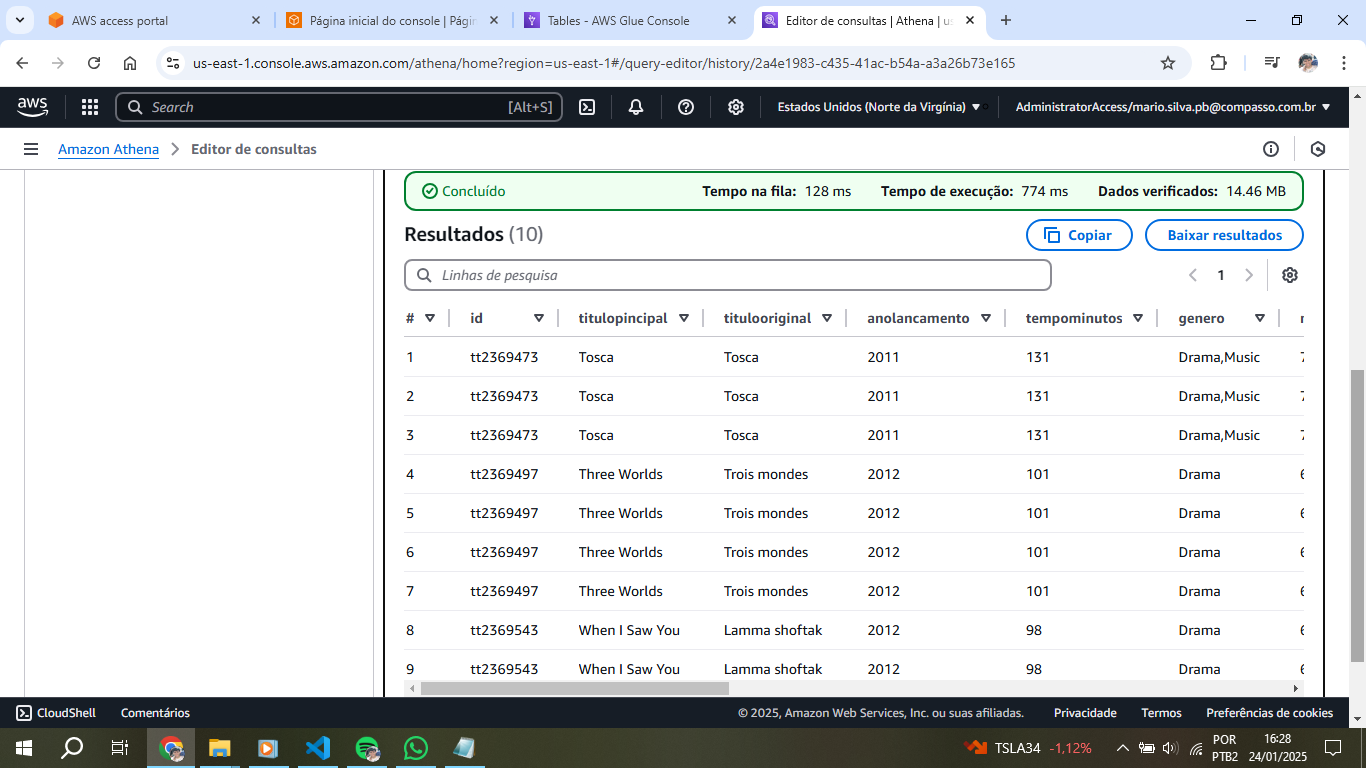 AWS access portal
Página inicial do console | Págin
Tables - AWS Glue Console
Editor de consultas | Athena | us
us-east-1.console.aws.amazon.com/athena/home?region=us-east-1#/query-editor/history/2a4e1983-c435-41ac-b54a-a3a26b73e165
aws
Search [Alt+S]
Estados Unidos (Norte da Virgínia)
AdministratorAccess/mario.silva.pb@compasso.com.br
Amazon Athena > Editor de consultas
Concluído Tempo na fila: 128 ms Tempo de execução: 774 ms Dados verificados: 14.46 MB
Resultados (10) Copiar Baixar resultados
Linhas de pesquisa 1
# id titulopincipal titulooriginal anolancamento tempominutos genero
1 tt2369473 Tosca Tosca 2011 131 Drama,Music
2 tt2369473 Tosca Tosca 2011 131 Drama,Music
3 tt2369473 Tosca Tosca 2011 131 Drama,Music
4 tt2369497 Three Worlds Trois mondes 2012 101 Drama
5 tt2369497 Three Worlds Trois mondes 2012 101 Drama
6 tt2369497 Three Worlds Trois mondes 2012 101 Drama
7 tt2369497 Three Worlds Trois mondes 2012 101 Drama
8 tt2369543 When I Saw You Lamma shoftak 2012 98 Drama
9 tt2369543 When I Saw You Lamma shoftak 2012 98 Drama
CloudShell Comentários © 2025, Amazon Web Services, Inc. ou suas afiliadas. Privacidade Termos Preferências de cookies
TSLA34 -1,12%
POR
PTB2
16:28
24/01/2025